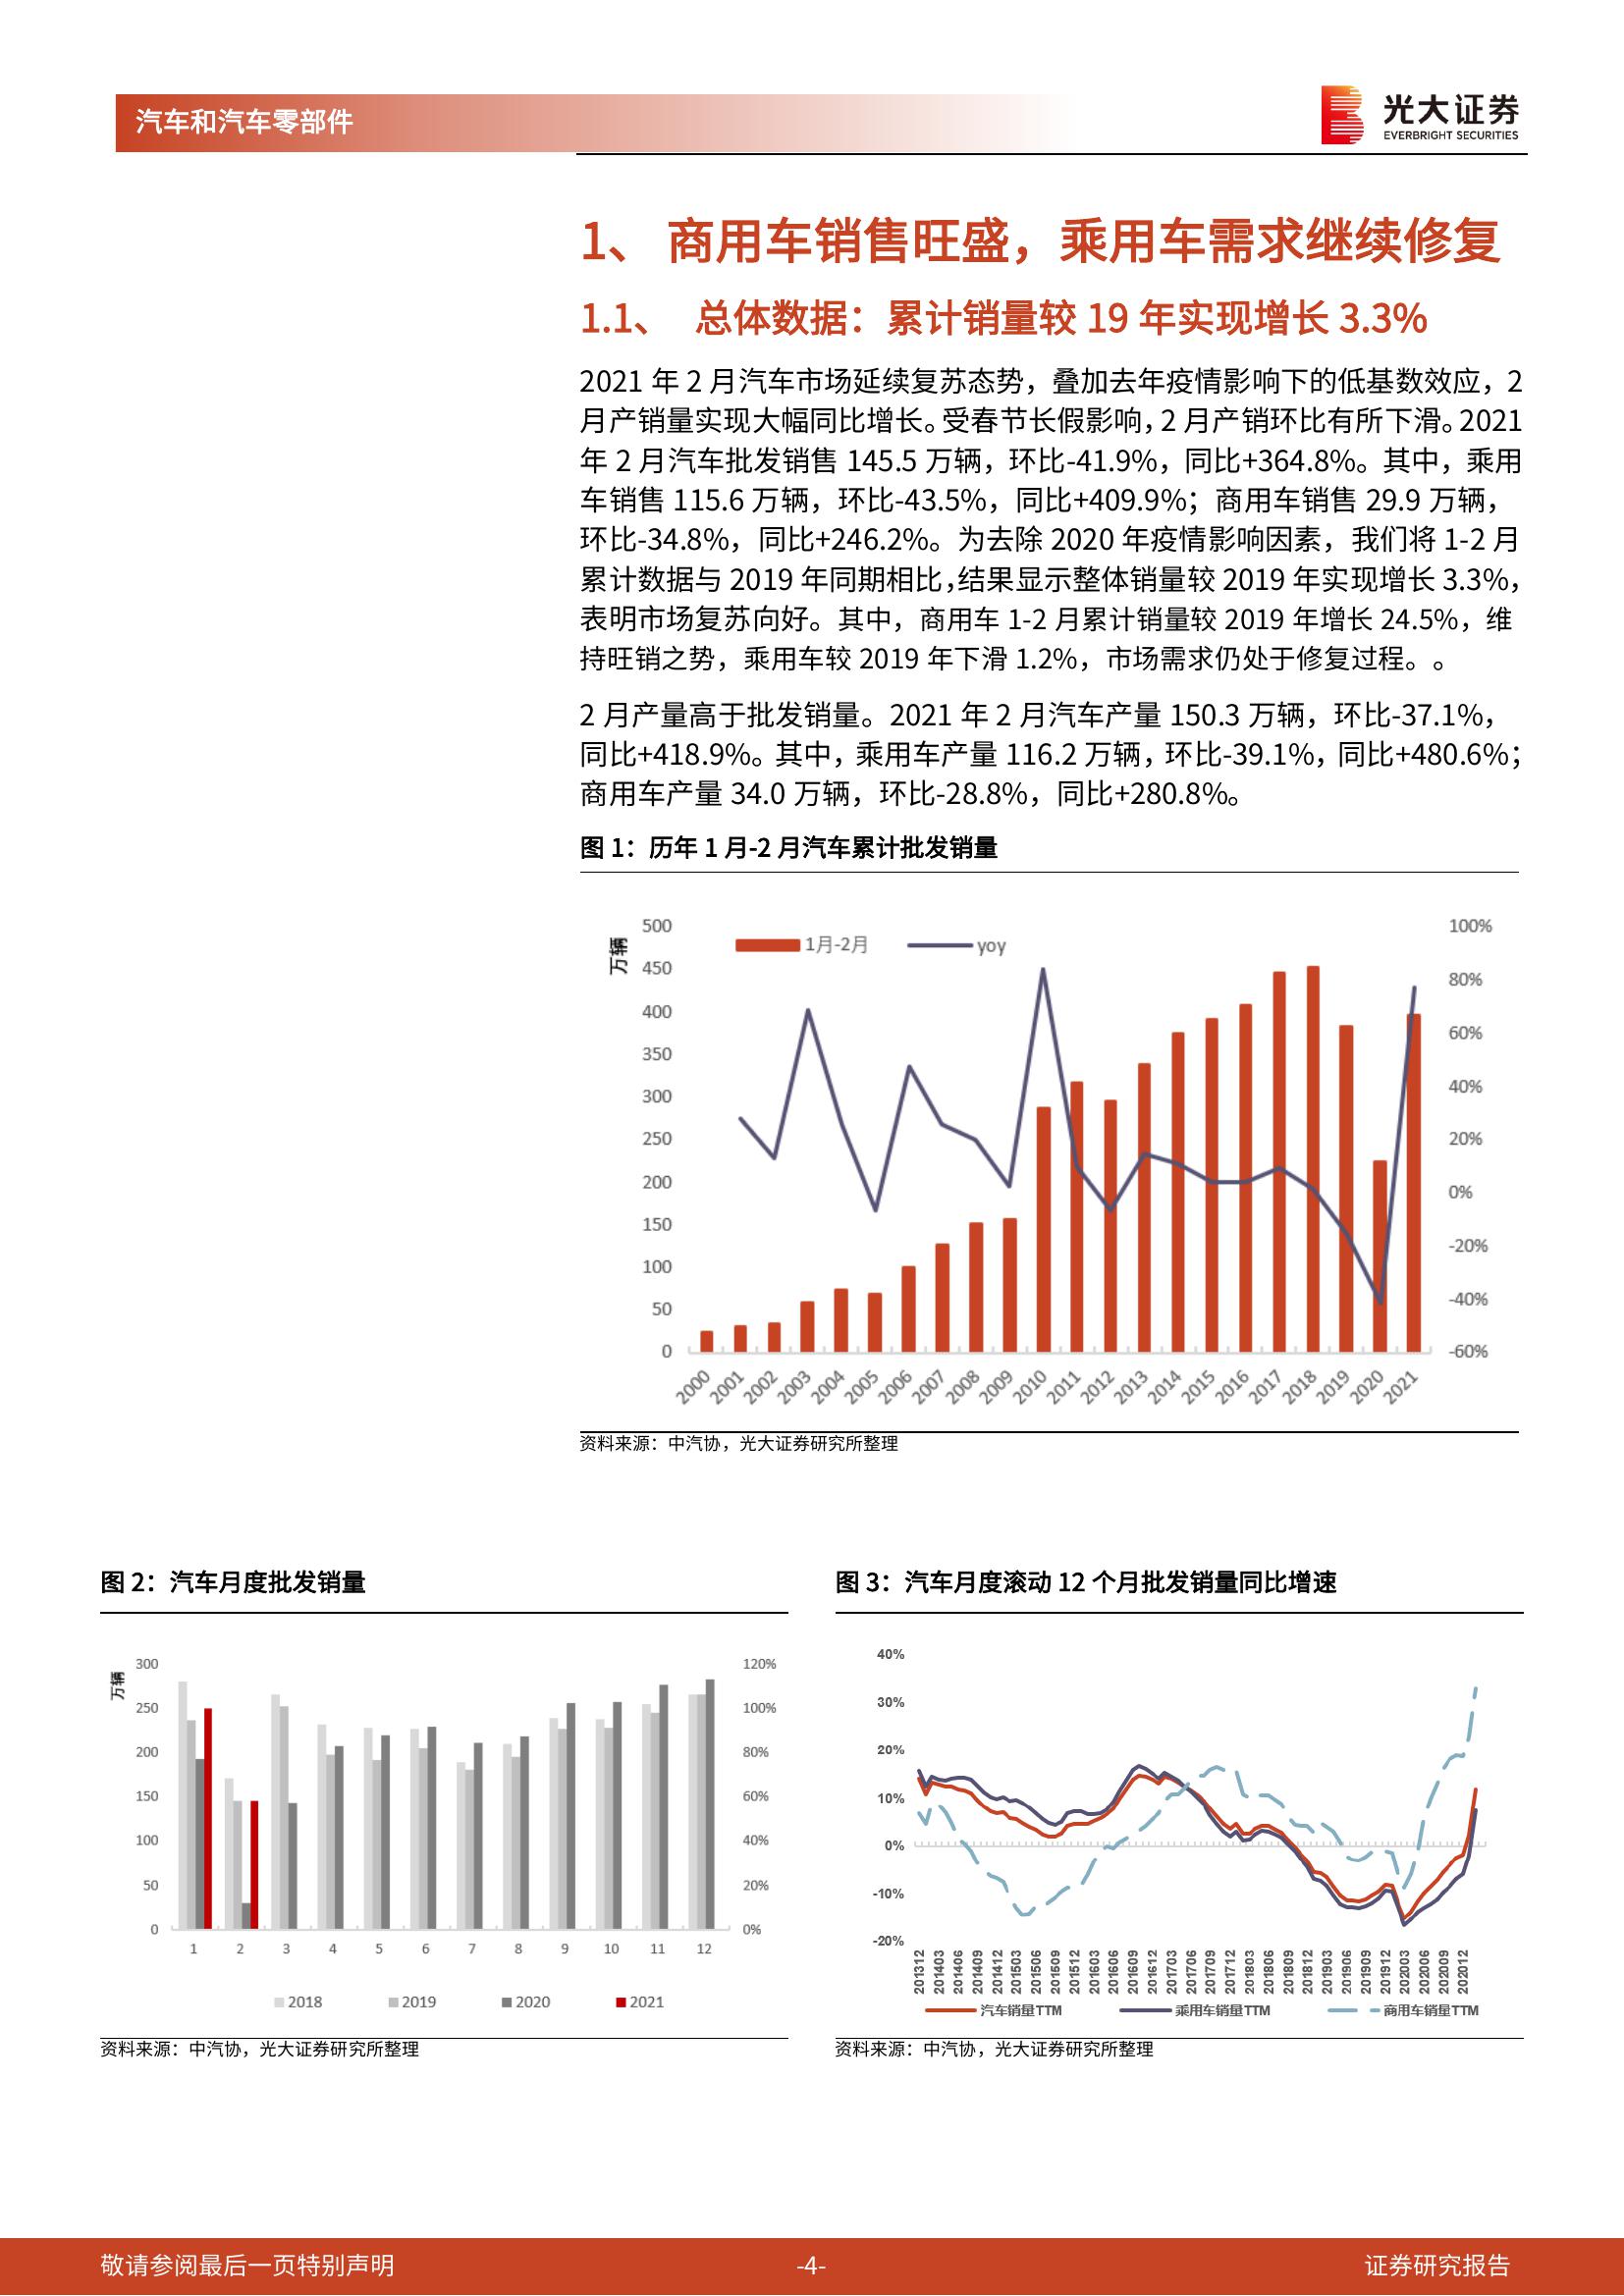 汽车和汽车零部件
光大证券
EVERBRIGHT SECURITIES
1、 商用车销售旺盛，乘用车需求继续修复
1.1、 总体数据：累计销量较 19 年实现增长 3.3%
2021 年 2 月汽车市场延续复苏态势，叠加去年疫情影响下的低基数效应，2
月产销量实现大幅同比增长。受春节长假影响，2 月产销环比有所下滑。2021
年 2 月汽车批发销售 145.5 万辆，环比-41.9%，同比+364.8%。其中，乘用
车销售 115.6 万辆，环比-43.5%，同比+409.9%；商用车销售 29.9 万辆，
环比-34.8%，同比+246.2%。为去除 2020 年疫情影响因素，我们将 1-2 月
累计数据与 2019 年同期相比，结果显示整体销量较 2019 年实现增长 3.3%，
表明市场复苏向好。其中，商用车 1-2 月累计销量较 2019 年增长 24.5%，维
持旺销之势，乘用车较 2019 年下滑 1.2%，市场需求仍处于修复过程。。
2 月产量高于批发销量。2021 年 2 月汽车产量 150.3 万辆，环比-37.1%，
同比+418.9%。其中，乘用车产量 116.2 万辆，环比-39.1%，同比+480.6%；
商用车产量 34.0 万辆，环比-28.8%，同比+280.8%。
图 1：历年 1 月-2 月汽车累计批发销量
万辆
1月-2月 yoy
500 100%
450 80%
400 60%
350 40%
300 20%
250 0%
200 -20%
150 -40%
100 -60%
50
0
2000 2001 2002 2003 2004 2005 2006 2007 2008 2009 2010 2011 2012 2013 2014 2015 2016 2017 2018 2019 2020 2021
资料来源：中汽协，光大证券研究所整理
图 2：汽车月度批发销量
万辆
300 120%
250 100%
200 80%
150 60%
100 40%
50 20%
0 0%
1 2 3 4 5 6 7 8 9 10 11 12
2018 2019 2020 2021
资料来源：中汽协，光大证券研究所整理
图 3：汽车月度滚动 12 个月批发销量同比增速
40%
30%
20%
10%
0%
-10%
-20%
201312 201403 201406 201409 201412 201503 201506 201509 201512 201603 201606 201609 201612 201703 201706 201709 201712 201803 201806 201809 201812 201903 201906 201909 201912 202003 202006 202009 202012
汽车销量TTM 乘用车销量TTM 商用车销量TTM
资料来源：中汽协，光大证券研究所整理
敬请参阅最后一页特别声明 -4- 证券研究报告